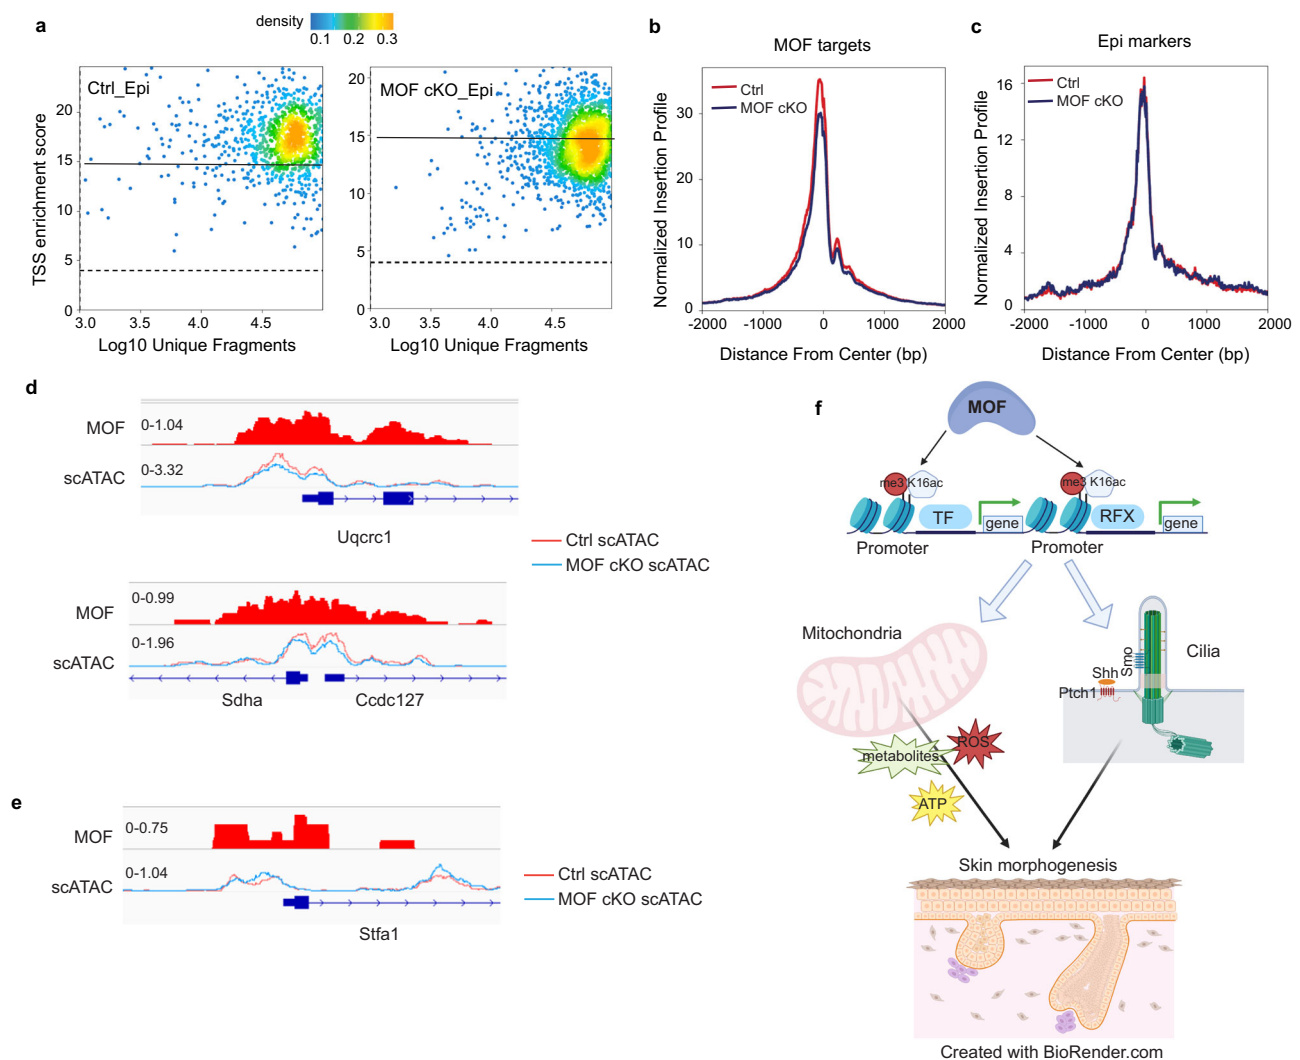 a
density
0.1 0.2 0.3
Ctrl_Epi
TSS enrichment score
20
15
10
5
0
3.0 3.5 4.0 4.5
Log10 Unique Fragments
MOF cKO_Epi
20
15
10
5
0
3.0 3.5 4.0 4.5
Log10 Unique Fragments
b
MOF targets
Ctrl
MOF cKO
Normalized Insertion Profile
30
20
10
0
-2000 -1000 0 1000 2000
Distance From Center (bp)
c
Epi markers
Ctrl
MOF cKO
Normalized Insertion Profile
16
12
8
4
0
-2000 -1000 0 1000 2000
Distance From Center (bp)
d
MOF
0-1.04
scATAC
0-3.32
Uqcrc1
Ctrl scATAC
MOF cKO scATAC
MOF
0-0.99
scATAC
0-1.96
Sdha Ccdc127
e
MOF
0-0.75
scATAC
0-1.04
Stfa1
Ctrl scATAC
MOF cKO scATAC
f
MOF
me3 K16ac
me3 K16ac
TF
gene
RFX
gene
Promoter
Promoter
Mitochondria
Cilia
Smo
Shh
Ptch1
ROS
metabolites
ATP
Skin morphogenesis
Created with BioRender.com